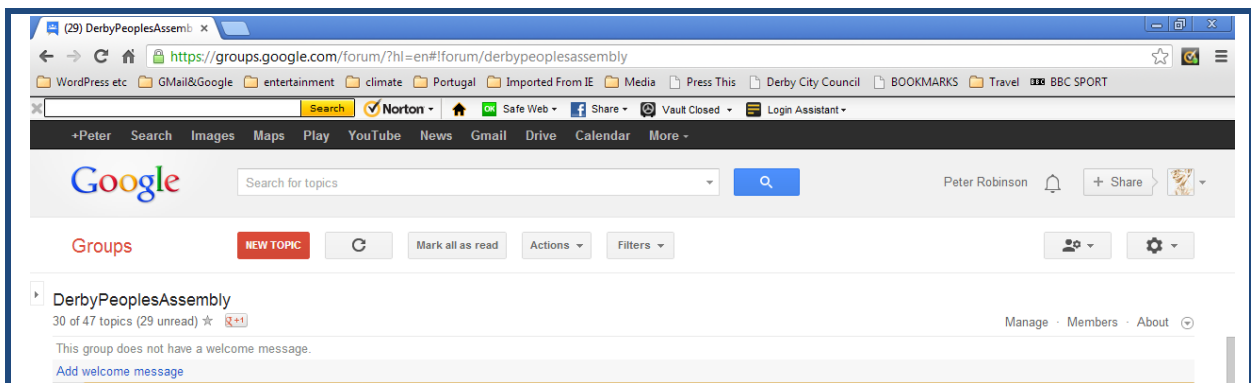 (29) DerbyPeoplesAssemb
https://groups.google.com/forum/?hl=en#!forum/derbypeoplesassembly
WordPress etc GMail&Google entertainment climate Portugal Imported From IE Media Press This Derby City Council BOOKMARKS Travel BBC SPORT
Search Norton Safe Web Share Vault Closed Login Assistant
+Peter Search Images Maps Play YouTube News Gmail Drive Calendar More
Google Search for topics Peter Robinson + Share
Groups NEW TOPIC Mark all as read Actions Filters
DerbyPeoplesAssembly
30 of 47 topics (29 unread) +1 Manage · Members · About
This group does not have a welcome message.
Add welcome message